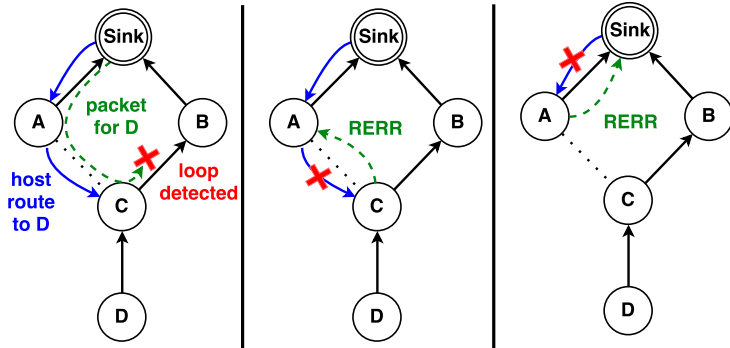 Sink
A
packet
for D
B
host
route
to D
loop
detected
C
D
Sink
A
RERR
B
C
D
Sink
A
RERR
B
C
D